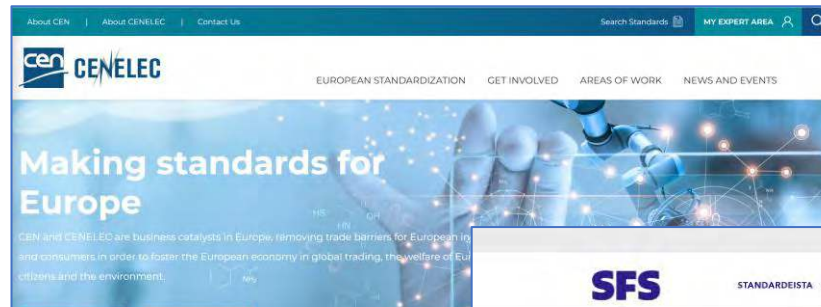 About CEN | About CENELEC | Contact Us
Search Standards
MY EXPERT AREA
cen CENELEC
EUROPEAN STANDARDIZATION GET INVOLVED AREAS OF WORK NEWS AND EVENTS
Making standards for
Europe
CEN and CENELEC are business catalysts in Europe, removing trade barriers for European in
and consumers in order to foster the European economy in global trading, the welfare of Eu
citizens and the environment.
SFS
STANDARDEISTA